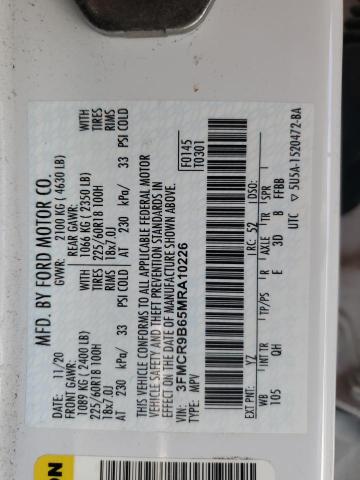 MFD. BY FORD MOTOR CO.
DATE: 11/20 GVWR: 2100 KG ( 4630 LB)
FRONT GAWR: REAR GAWR:
1089 KG ( 2400 LB) 1066 KG ( 2350 LB) WITH
225/60R18 100H 225/60R18 100H TIRES
18x7.0J 18x7.0J RIMS
AT 230 kPa/ 33 PSI COLD AT 230 kPa/ 33 PSI COLD
THIS VEHICLE CONFORMS TO ALL APPLICABLE FEDERAL MOTOR
VEHICLE SAFETY AND THEFT PREVENTION STANDARDS IN
EFFECT ON THE DATE OF MANUFACTURE SHOWN ABOVE.
VIN: 3FMCR9B65MRA10226
TYPE: MPV
F0145
T0301
EXT PNT: YZ RC: 52 DSO:
WB INT TR TP/PS R AXLE TR SPR
105 QH E 3D B FFBB
UTC 5U5A-1520472-BA
ON